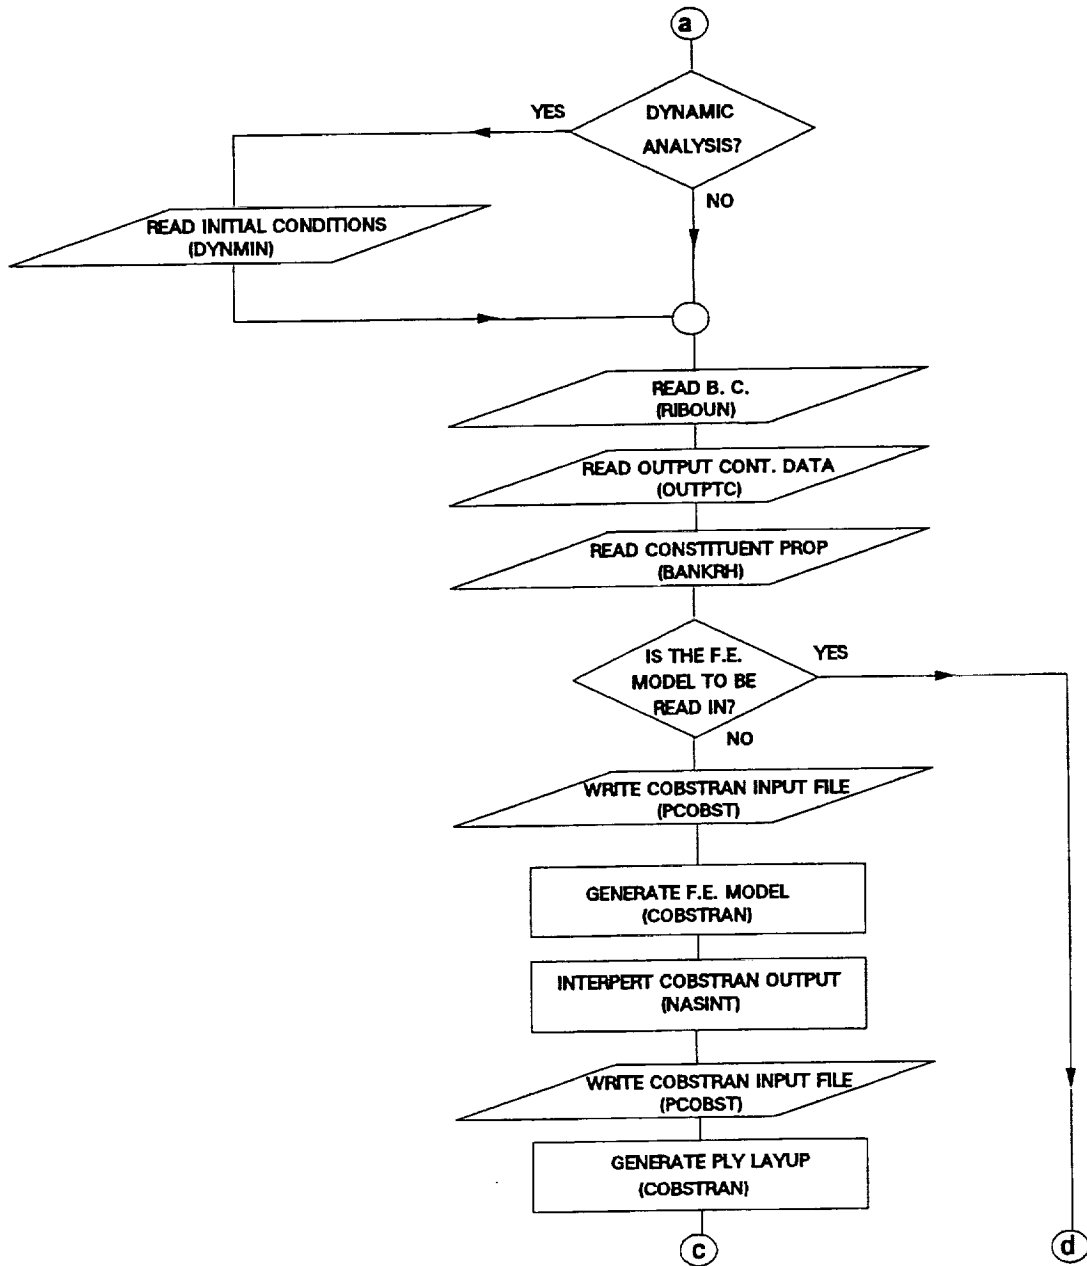 a
DYNAMIC
ANALYSIS?
YES
NO
READ INITIAL CONDITIONS
(DYNMIN)
READ B. C.
(RIBOUN)
READ OUTPUT CONT. DATA
(OUTPTC)
READ CONSTITUENT PROP
(BANKRH)
IS THE F.E.
MODEL TO BE
READ IN?
YES
NO
WRITE COBSTRAN INPUT FILE
(PCOBST)
GENERATE F.E. MODEL
(COBSTRAN)
INTERPERT COBSTRAN OUTPUT
(NASINT)
WRITE COBSTRAN INPUT FILE
(PCOBST)
GENERATE PLY LAYUP
(COBSTRAN)
c
d